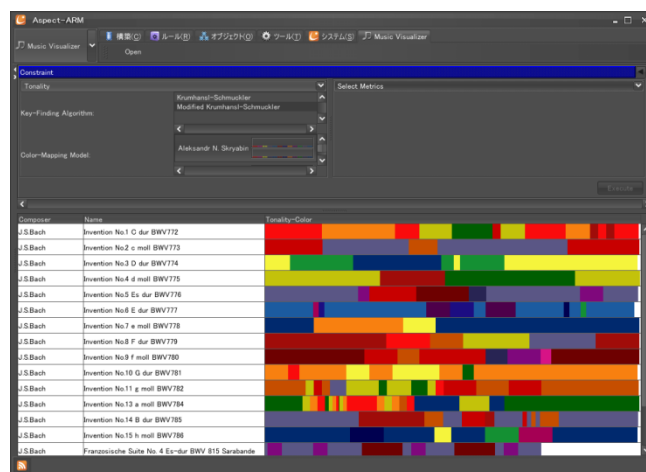 Aspect-ARM
Music Visualizer
構築(C) ルール(R) オブジェクト(O) ツール(T) システム(S) Music Visualizer
Open
Constraint
Tonality
Select Metrics
Key-Finding Algorithm:
Krumhansl-Schmuckler
Modified Krumhansl-Schmuckler
Color-Mapping Model:
Aleksandr N. Skryabin
Execute
Composer Name Tonality-Color
J.S.Bach Invention No.1 C dur BWV772
J.S.Bach Invention No.2 c moll BWV773
J.S.Bach Invention No.3 D dur BWV774
J.S.Bach Invention No.4 d moll BWV775
J.S.Bach Invention No.5 Es dur BWV776
J.S.Bach Invention No.6 E dur BWV777
J.S.Bach Invention No.7 e moll BWV778
J.S.Bach Invention No.8 F dur BWV779
J.S.Bach Invention No.9 f moll BWV780
J.S.Bach Invention No.10 G dur BWV781
J.S.Bach Invention No.11 g moll BWV782
J.S.Bach Invention No.13 a moll BWV784
J.S.Bach Invention No.14 B dur BWV785
J.S.Bach Invention No.15 h moll BWV786
J.S.Bach Franzosische Suite No. 4 Es-dur BWV 815 Sarabande